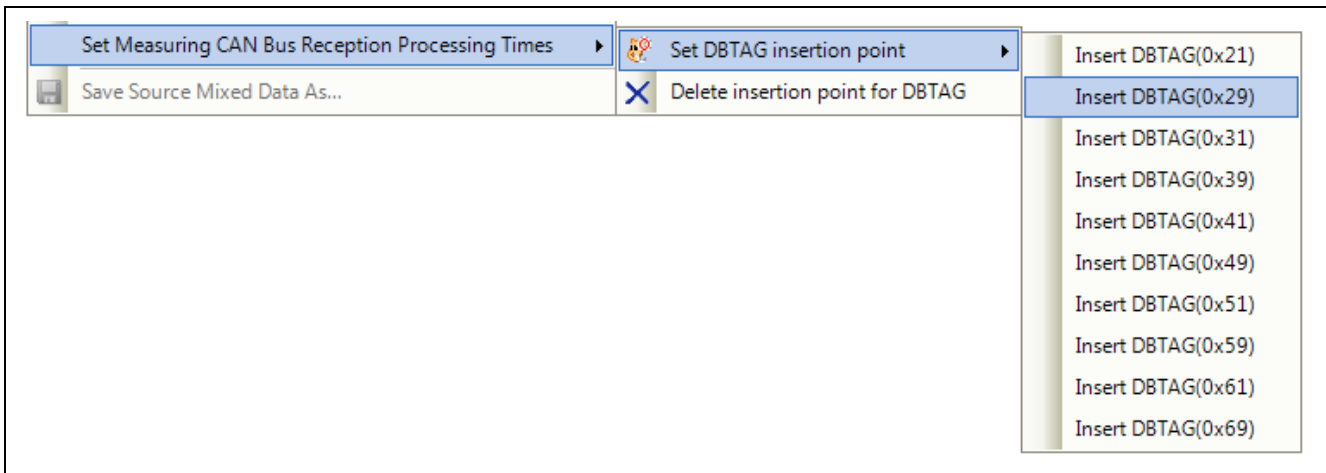 Set Measuring CAN Bus Reception Processing Times
Save Source Mixed Data As...
Set DBTAG insertion point
Delete insertion point for DBTAG
Insert DBTAG(0x21)
Insert DBTAG(0x29)
Insert DBTAG(0x31)
Insert DBTAG(0x39)
Insert DBTAG(0x41)
Insert DBTAG(0x49)
Insert DBTAG(0x51)
Insert DBTAG(0x59)
Insert DBTAG(0x61)
Insert DBTAG(0x69)